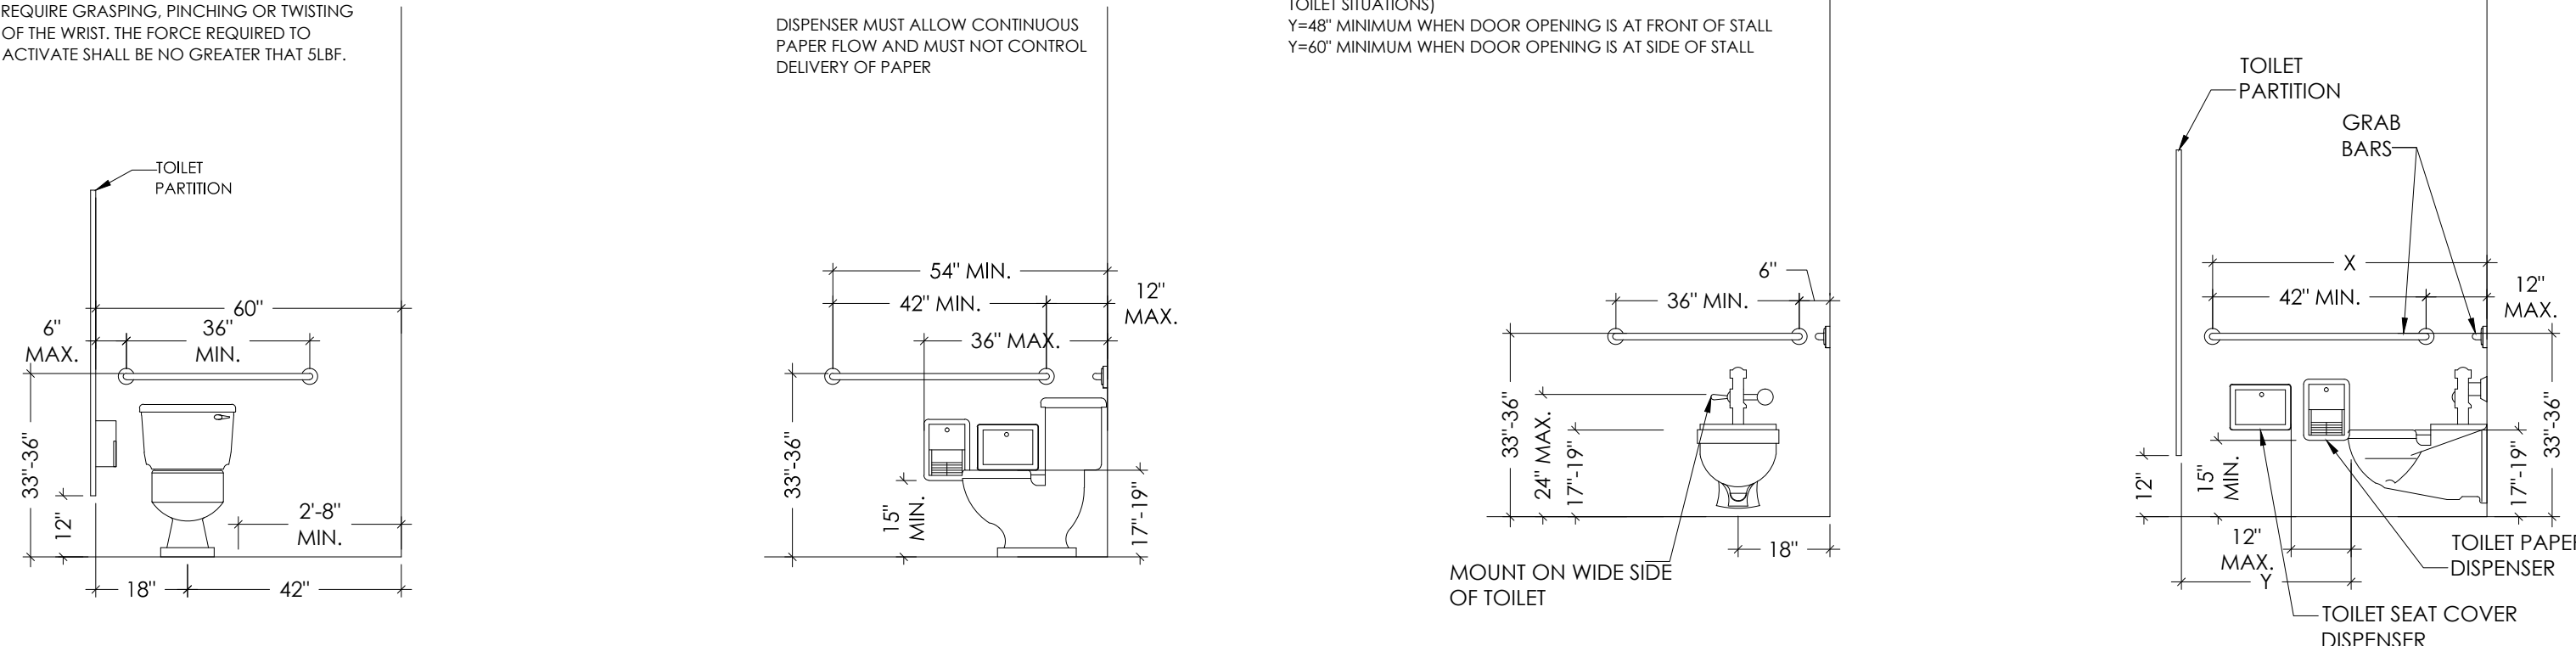 REQUIRE GRASPING, PINCHING OR TWISTING
OF THE WRIST. THE FORCE REQUIRED TO
ACTIVATE SHALL BE NO GREATER THAT 5LBF.
TOILET
PARTITION
60"
6"
MAX.
36"
MIN.
33"-36"
12"
2'-8"
MIN.
18"
42"
DISPENSER MUST ALLOW CONTINUOUS
PAPER FLOW AND MUST NOT CONTROL
DELIVERY OF PAPER
54" MIN.
42" MIN.
12"
MAX.
36" MAX.
33"-36"
15"
MIN.
17"-19"
TOILET SITUATIONS)
Y=48" MINIMUM WHEN DOOR OPENING IS AT FRONT OF STALL
Y=60" MINIMUM WHEN DOOR OPENING IS AT SIDE OF STALL
6"
36" MIN.
33"-36"
24" MAX.
17"-19"
18"
MOUNT ON WIDE SIDE
OF TOILET
TOILET
PARTITION
GRAB
BARS
X
42" MIN.
12"
MAX.
12"
15"
MIN.
17"-19"
33"-36"
12"
MAX.
Y
TOILET PAPER
DISPENSER
TOILET SEAT COVER
DISPENSER